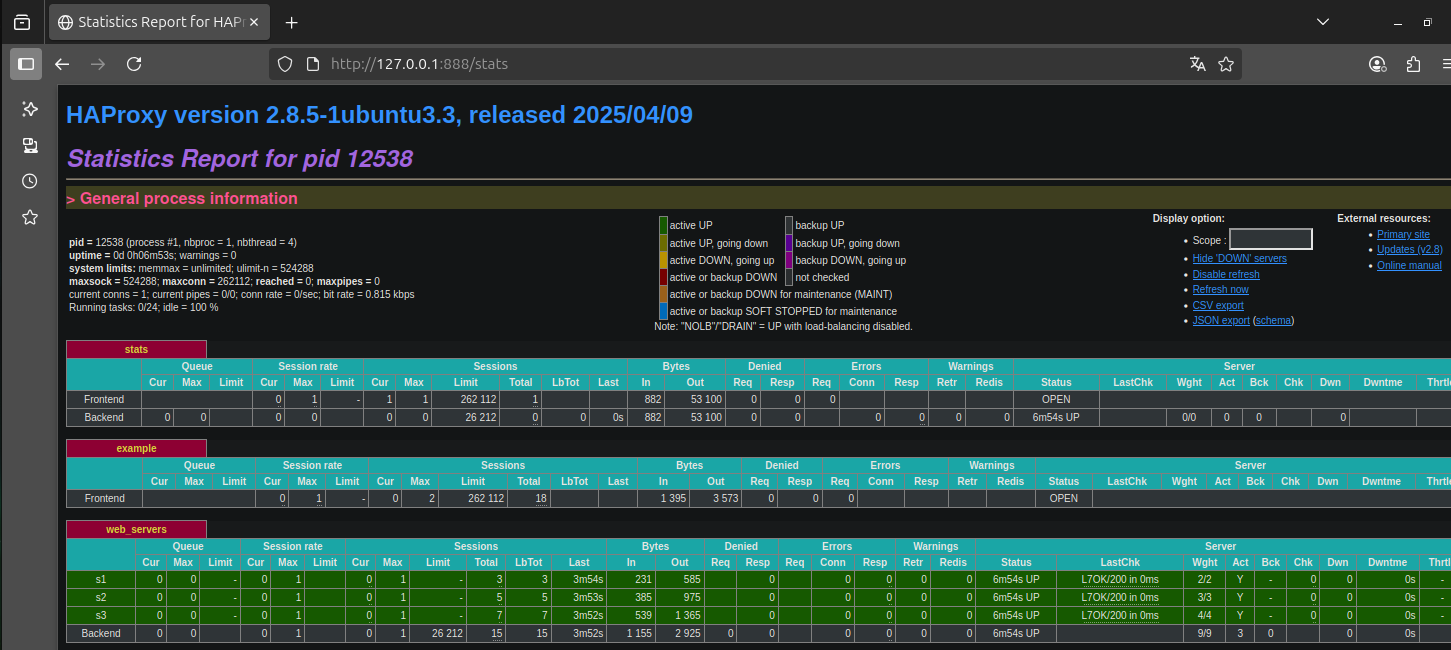 Statistics Report for HAPr
http://127.0.0.1:888/stats
HAProxy version 2.8.5-1ubuntu3.3, released 2025/04/09
Statistics Report for pid 12538
> General process information
pid = 12538 (process #1, nbproc = 1, nbthread = 4)
uptime = 0d 0h06m53s; warnings = 0
system limits: memmax = unlimited; ulimit-n = 524288
maxsock = 524288; maxconn = 262112; reached = 0; maxpipes = 0
current conns = 1; current pipes = 0/0; conn rate = 0/sec; bit rate = 0.815 kbps
Running tasks: 0/24; idle = 100 %
active UP backup UP
active UP, going down backup UP, going down
active DOWN, going up backup DOWN, going up
active or backup DOWN not checked
active or backup DOWN for maintenance (MAINT)
active or backup SOFT STOPPED for maintenance
Note: "NOLB"/"DRAIN" = UP with load-balancing disabled.
Display option:
Scope :
Hide 'DOWN' servers
Disable refresh
Refresh now
CSV export
JSON export (schema)
External resources:
Primary site
Updates (v2.8)
Online manual
stats
Queue Session rate Sessions Bytes Denied Errors Warnings Server
Cur Max Limit Cur Max Limit Cur Max Limit Total LbTot Last In Out Req Resp Req Conn Resp Retr Redis Status LastChk Wght Act Bck Chk Dwn Dwntme Thrtle
Frontend 0 1 - 1 1 262 112 1 882 53 100 0 0 0 OPEN
Backend 0 0 0 0 0 0 26 212 0 0 0s 882 53 100 0 0 0 0 0 0 6m54s UP 0/0 0 0 0
example
Queue Session rate Sessions Bytes Denied Errors Warnings Server
Cur Max Limit Cur Max Limit Cur Max Limit Total LbTot Last In Out Req Resp Req Conn Resp Retr Redis Status LastChk Wght Act Bck Chk Dwn Dwntme Thrtle
Frontend 0 1 - 0 2 262 112 18 1 395 3 573 0 0 0 OPEN
web_servers
Queue Session rate Sessions Bytes Denied Errors Warnings Server
Cur Max Limit Cur Max Limit Cur Max Limit Total LbTot Last In Out Req Resp Req Conn Resp Retr Redis Status LastChk Wght Act Bck Chk Dwn Dwntme Thrtl
s1 0 0 - 0 1 0 1 - 3 3 3m54s 231 585 0 0 0 0 0 6m54s UP L7OK/200 in 0ms 2/2 Y - 0 0 0s -
s2 0 0 - 0 1 0 1 - 5 5 3m53s 385 975 0 0 0 0 0 6m54s UP L7OK/200 in 0ms 3/3 Y - 0 0 0s -
s3 0 0 - 0 1 0 1 - 7 7 3m52s 539 1 365 0 0 0 0 0 6m54s UP L7OK/200 in 0ms 4/4 Y - 0 0 0s -
Backend 0 0 0 1 0 1 26 212 15 15 3m52s 1 155 2 925 0 0 0 0 0 0 6m54s UP 9/9 3 0 0 0s